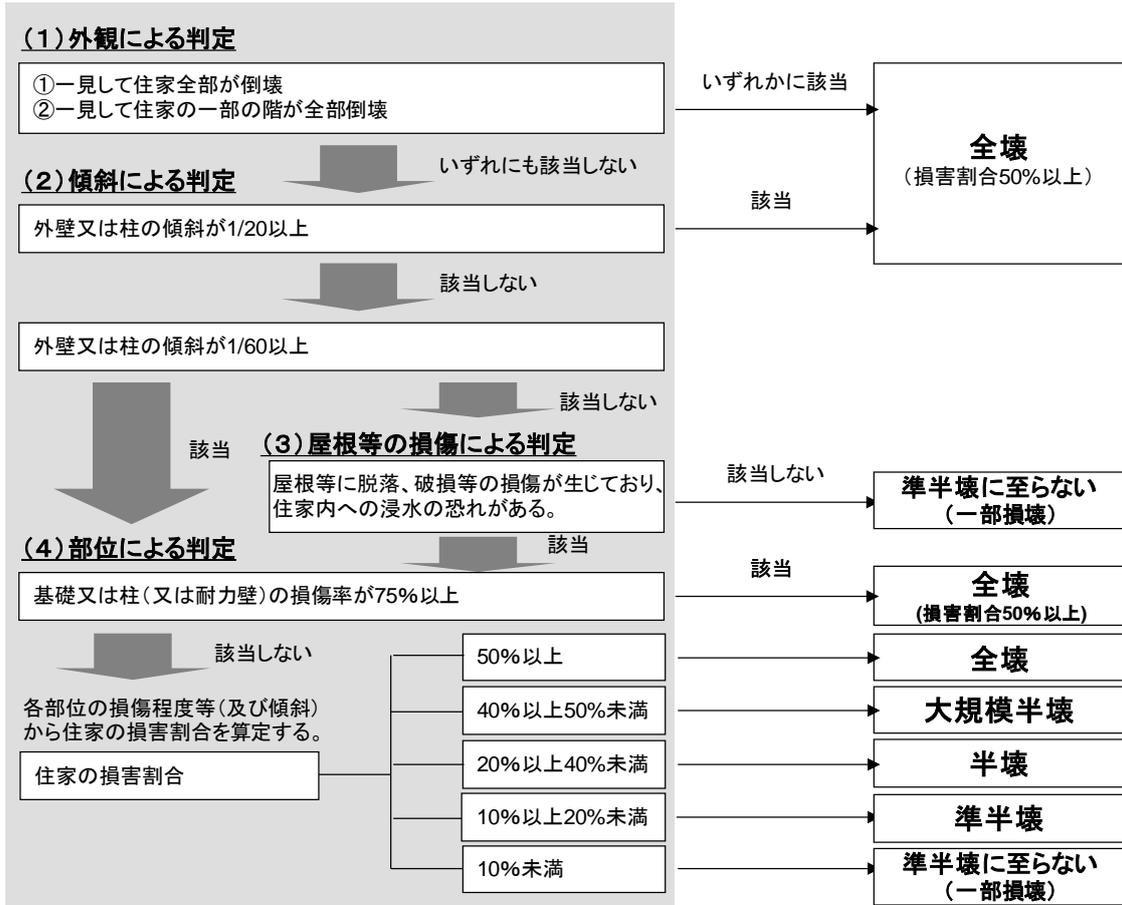 （１）外観による判定
①一見して住家全部が倒壊
②一見して住家の一部の階が全部倒壊
いずれかに該当
全壊
（損害割合50%以上）
いずれにも該当しない
（２）傾斜による判定
外壁又は柱の傾斜が1/20以上
該当
該当しない
外壁又は柱の傾斜が1/60以上
該当しない
該当
（３）屋根等の損傷による判定
屋根等に脱落、破損等の損傷が生じており、
住家内への浸水の恐れがある。
該当しない
準半壊に至らない
（一部損壊）
該当
（４）部位による判定
基礎又は柱（又は耐力壁）の損傷率が75%以上
該当
全壊
(損害割合50%以上)
該当しない
各部位の損傷程度等（及び傾斜）
から住家の損害割合を算定する。
住家の損害割合
50%以上
全壊
40%以上50%未満
大規模半壊
20%以上40%未満
半壊
10%以上20%未満
準半壊
10%未満
準半壊に至らない
（一部損壊）